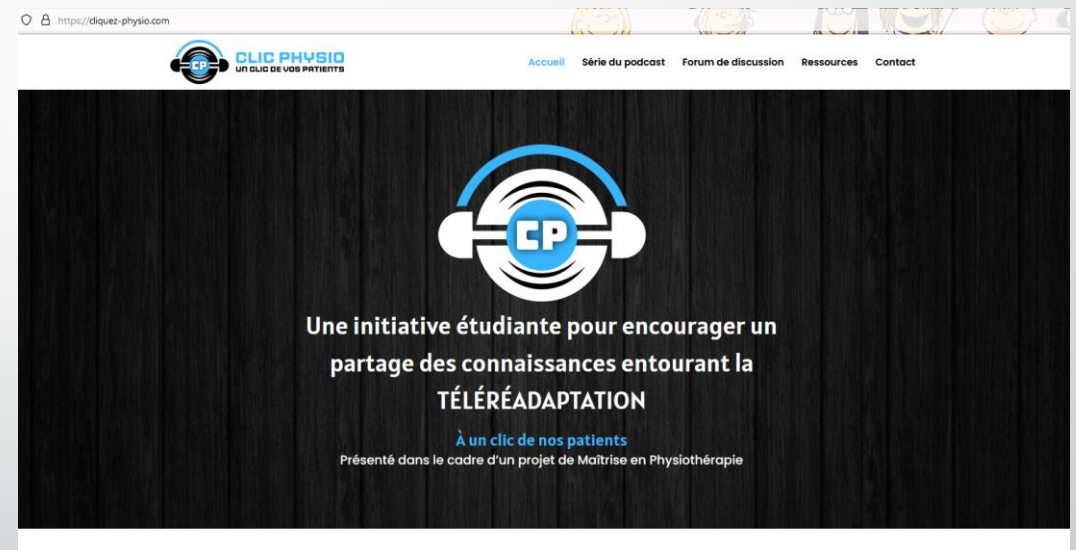 https://cliquez-physio.com
CP
CLIC PHYSIO
UN CLIC DE VOS PATIENTS
Accueil Série du podcast Forum de discussion Ressources Contact
CP
Une initiative étudiante pour encourager un
partage des connaissances entourant la
TÉLÉRÉADAPTATION
À un clic de nos patients
Présenté dans le cadre d'un projet de Maîtrise en Physiothérapie